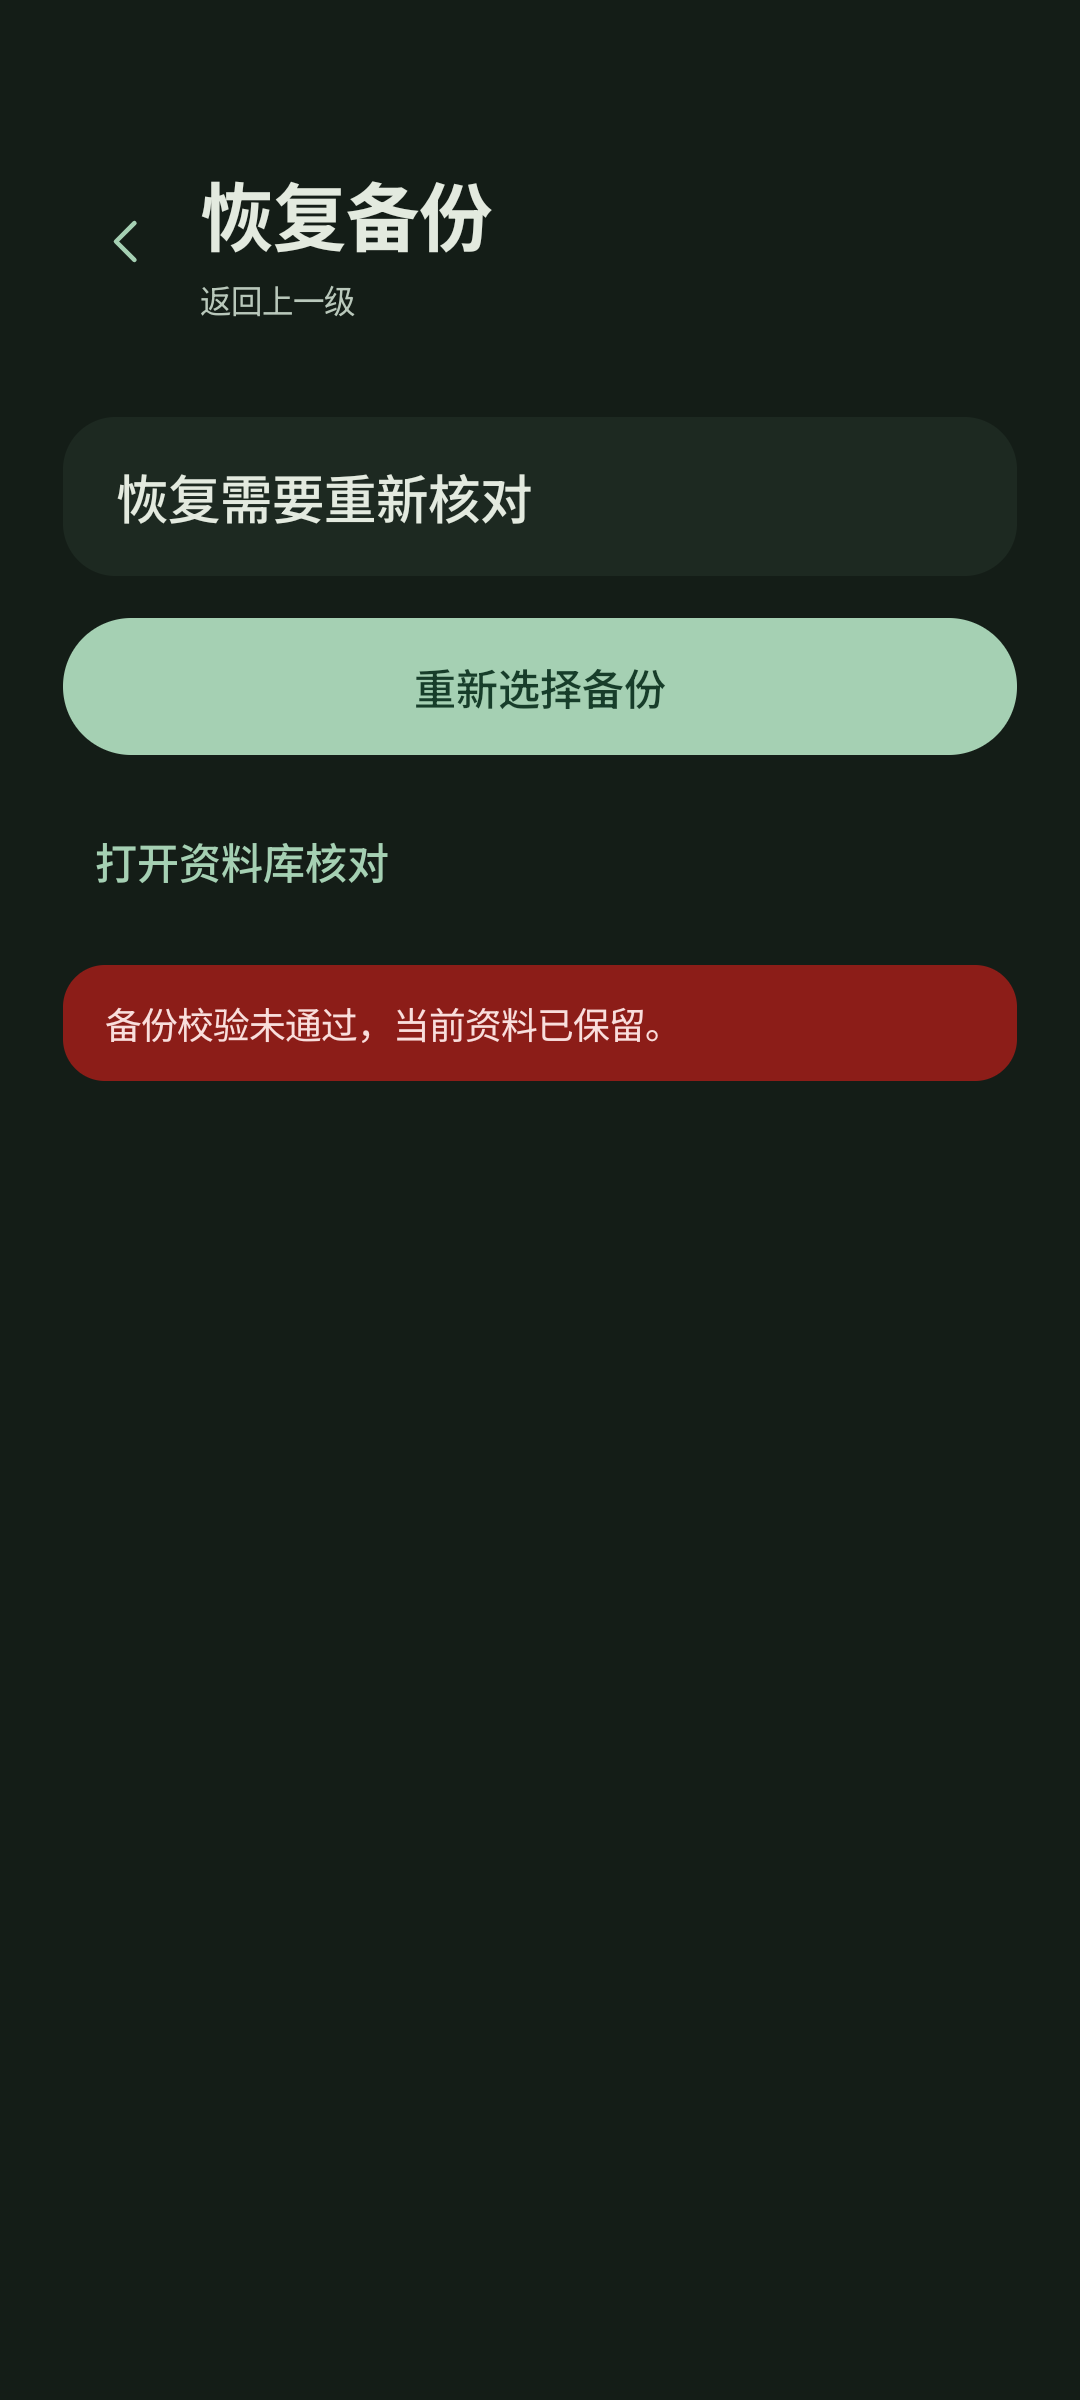 恢复备份
返回上一级
恢复需要重新核对
重新选择备份
打开资料库核对
备份校验未通过，当前资料已保留。